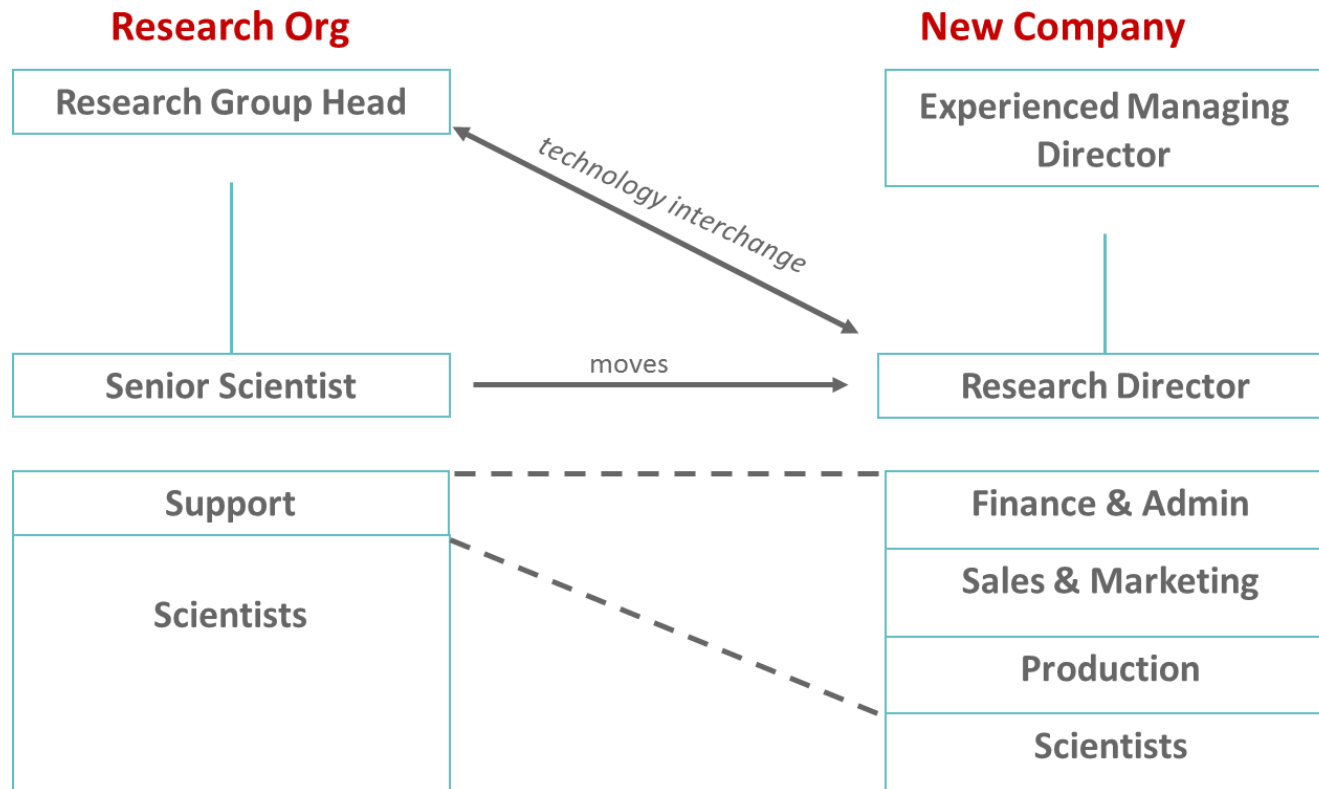 Research Org
New Company
Research Group Head
Experienced Managing
Director
technology interchange
Senior Scientist
moves
Research Director
Support
Finance & Admin
Scientists
Sales & Marketing
Production
Scientists